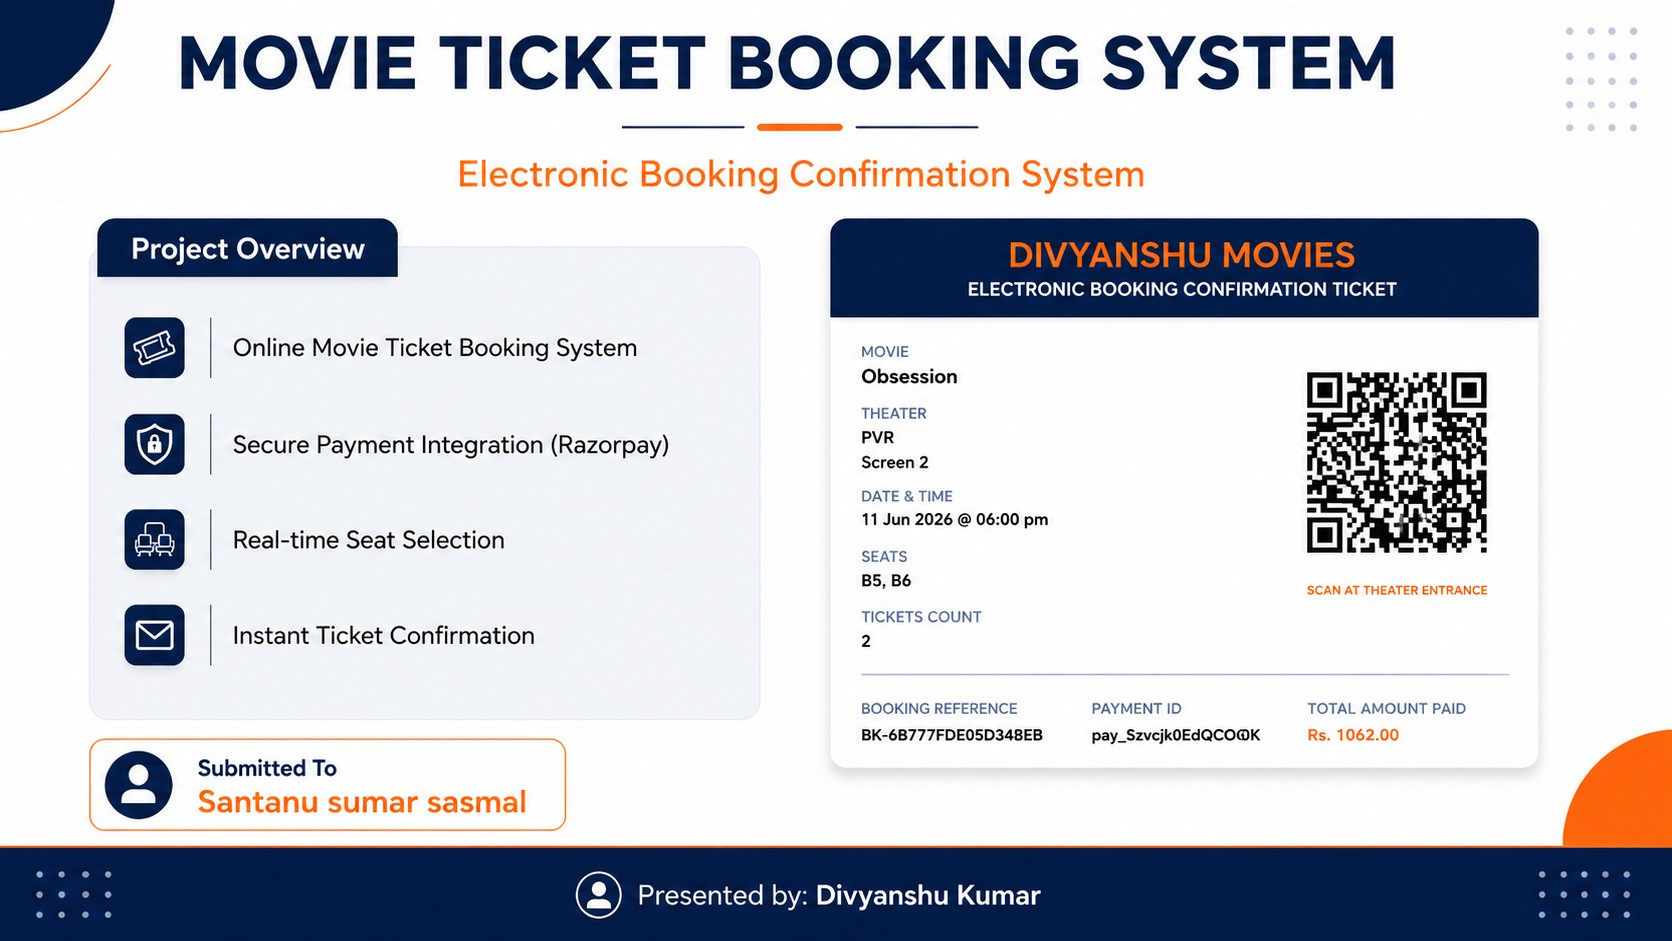 MOVIE TICKET BOOKING SYSTEM
Electronic Booking Confirmation System
Project Overview
Online Movie Ticket Booking System
Secure Payment Integration (Razorpay)
Real-time Seat Selection
Instant Ticket Confirmation
Submitted To
Santanu sumar sasmal
DIVYANSHU MOVIES
ELECTRONIC BOOKING CONFIRMATION TICKET
MOVIE
Obsession
THEATER
PVR
Screen 2
DATE & TIME
11 Jun 2026 @ 06:00 pm
SEATS
B5, B6
TICKETS COUNT
2
SCAN AT THEATER ENTRANCE
BOOKING REFERENCE
BK-6B777FDE05D348EB
PAYMENT ID
TOTAL AMOUNT PAID
Rs. 1062.00
Presented by: Divyanshu Kumar